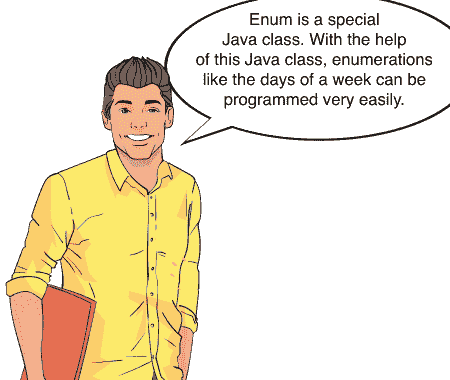 Enum is a special
Java class. With the help
of this Java class, enumerations
like the days of a week can be
programmed very easily.